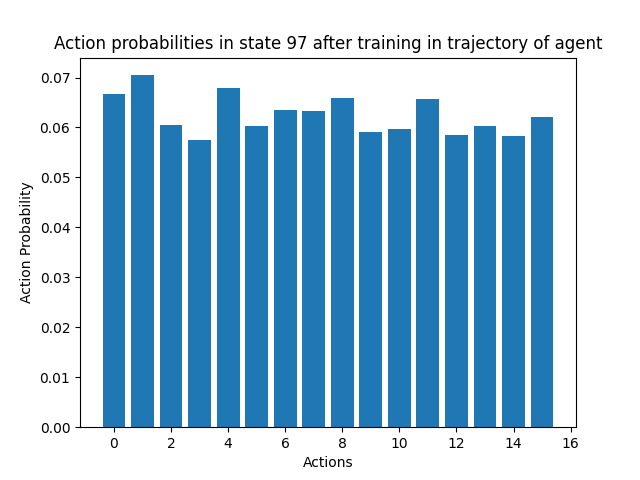 Action probabilities in state 97 after training in trajectory of agent
0.07
0.06
0.05
0.04
0.03
0.02
0.01
0.00
Action Probability
0 2 4 6 8 10 12 14 16
Actions